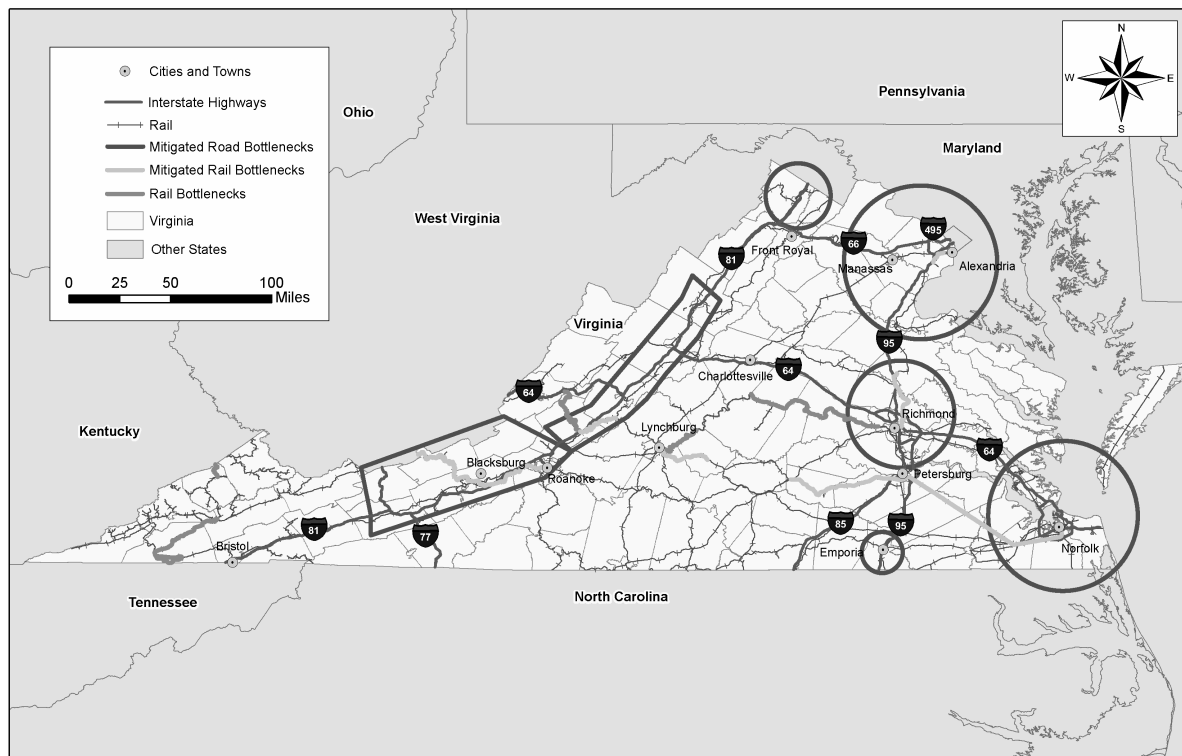 Cities and Towns
Interstate Highways
Rail
Mitigated Road Bottlenecks
Mitigated Rail Bottlenecks
Rail Bottlenecks
Virginia
Other States
0 25 50 100
Miles
N
W E
S
Pennsylvania
Ohio
Maryland
West Virginia
495
Front Royal
66
81
Manassas
Alexandria
Virginia
95
Charlottesville
64
64
Richmond
Kentucky
Lynchburg
64
Blacksburg
Roanoke
Petersburg
81
77
85
95
Norfolk
Bristol
Emporia
Tennessee
North Carolina